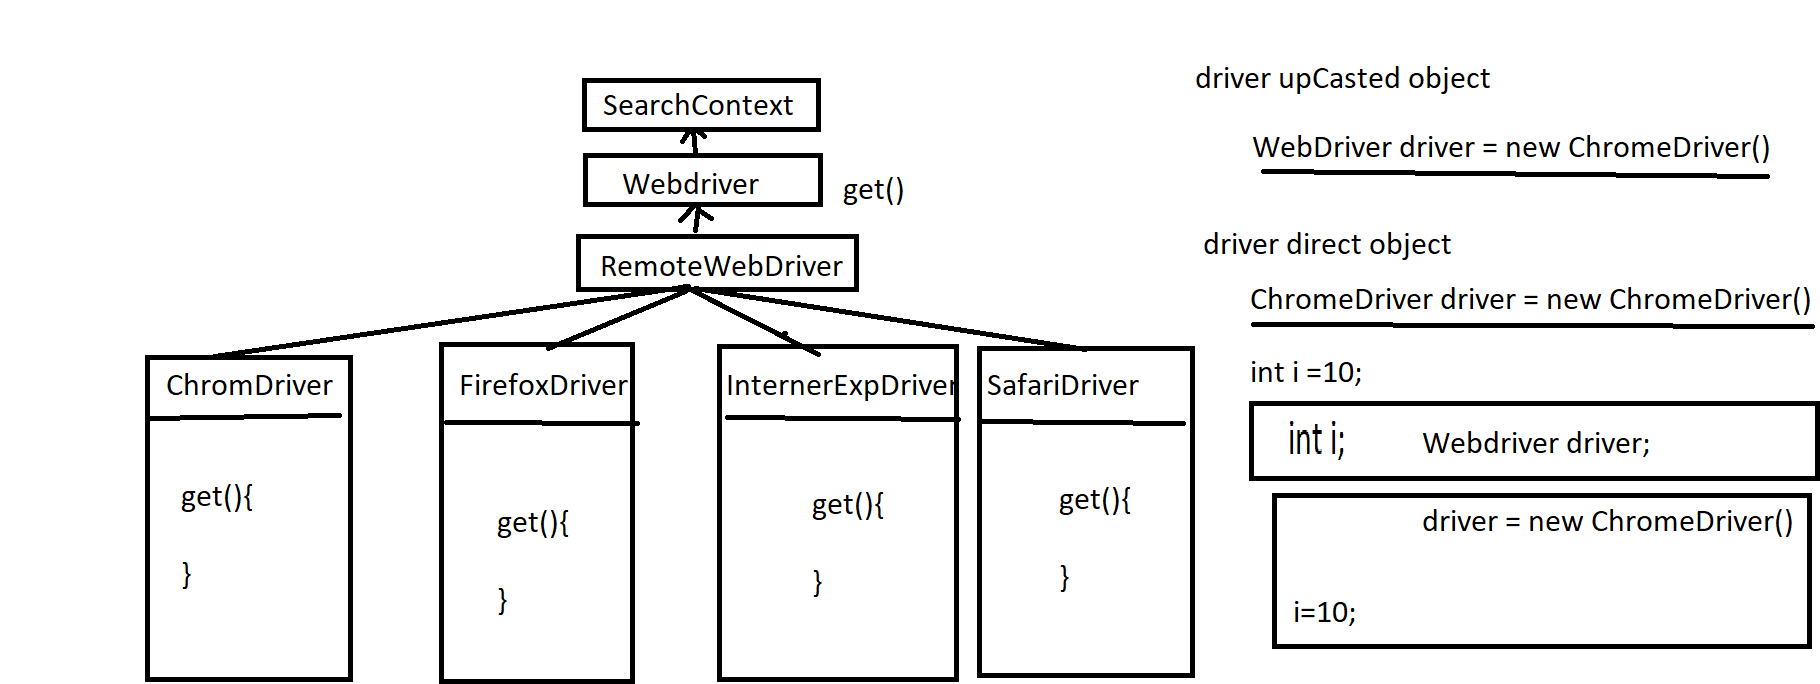 SearchContext
Webdriver
get()
RemoteWebDriver
ChromDriver
get(){
}
FirefoxDriver
get(){
}
InternerExpDriver
get(){
}
SafariDriver
get(){
}
driver upCasted object
WebDriver driver = new ChromeDriver()
driver direct object
ChromeDriver driver = new ChromeDriver()
int i =10;
int i; Webdriver driver;
driver = new ChromeDriver()
i=10;